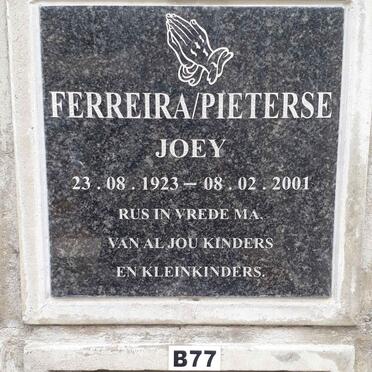 FERREIRA/PIETERSE
JOEY
23.08.1923 – 08.02.2001
RUS IN VREDE MA.
VAN AL JOU KINDERS
EN KLEINKINDERS.
B77